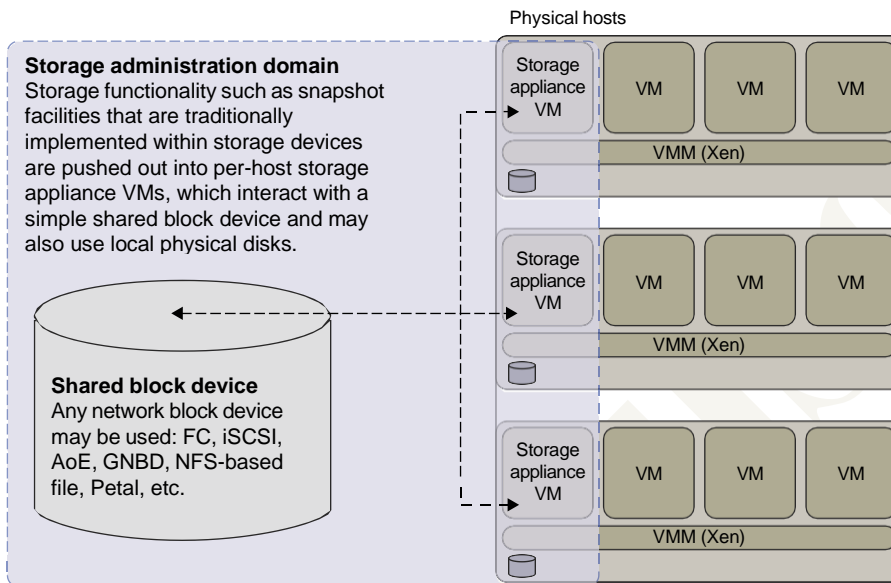 Physical hosts
Storage administration domain
Storage functionality such as snapshot
facilities that are traditionally
implemented within storage devices
are pushed out into per-host storage
appliance VMs, which interact with a
simple shared block device and may
also use local physical disks.
Storage
appliance
VM
VM
VM
VM
VMM (Xen)
Storage
appliance
VM
VM
VM
VM
VMM (Xen)
Shared block device
Any network block device
may be used: FC, iSCSI,
AoE, GNBD, NFS-based
file, Petal, etc.
Storage
appliance
VM
VM
VM
VM
VMM (Xen)